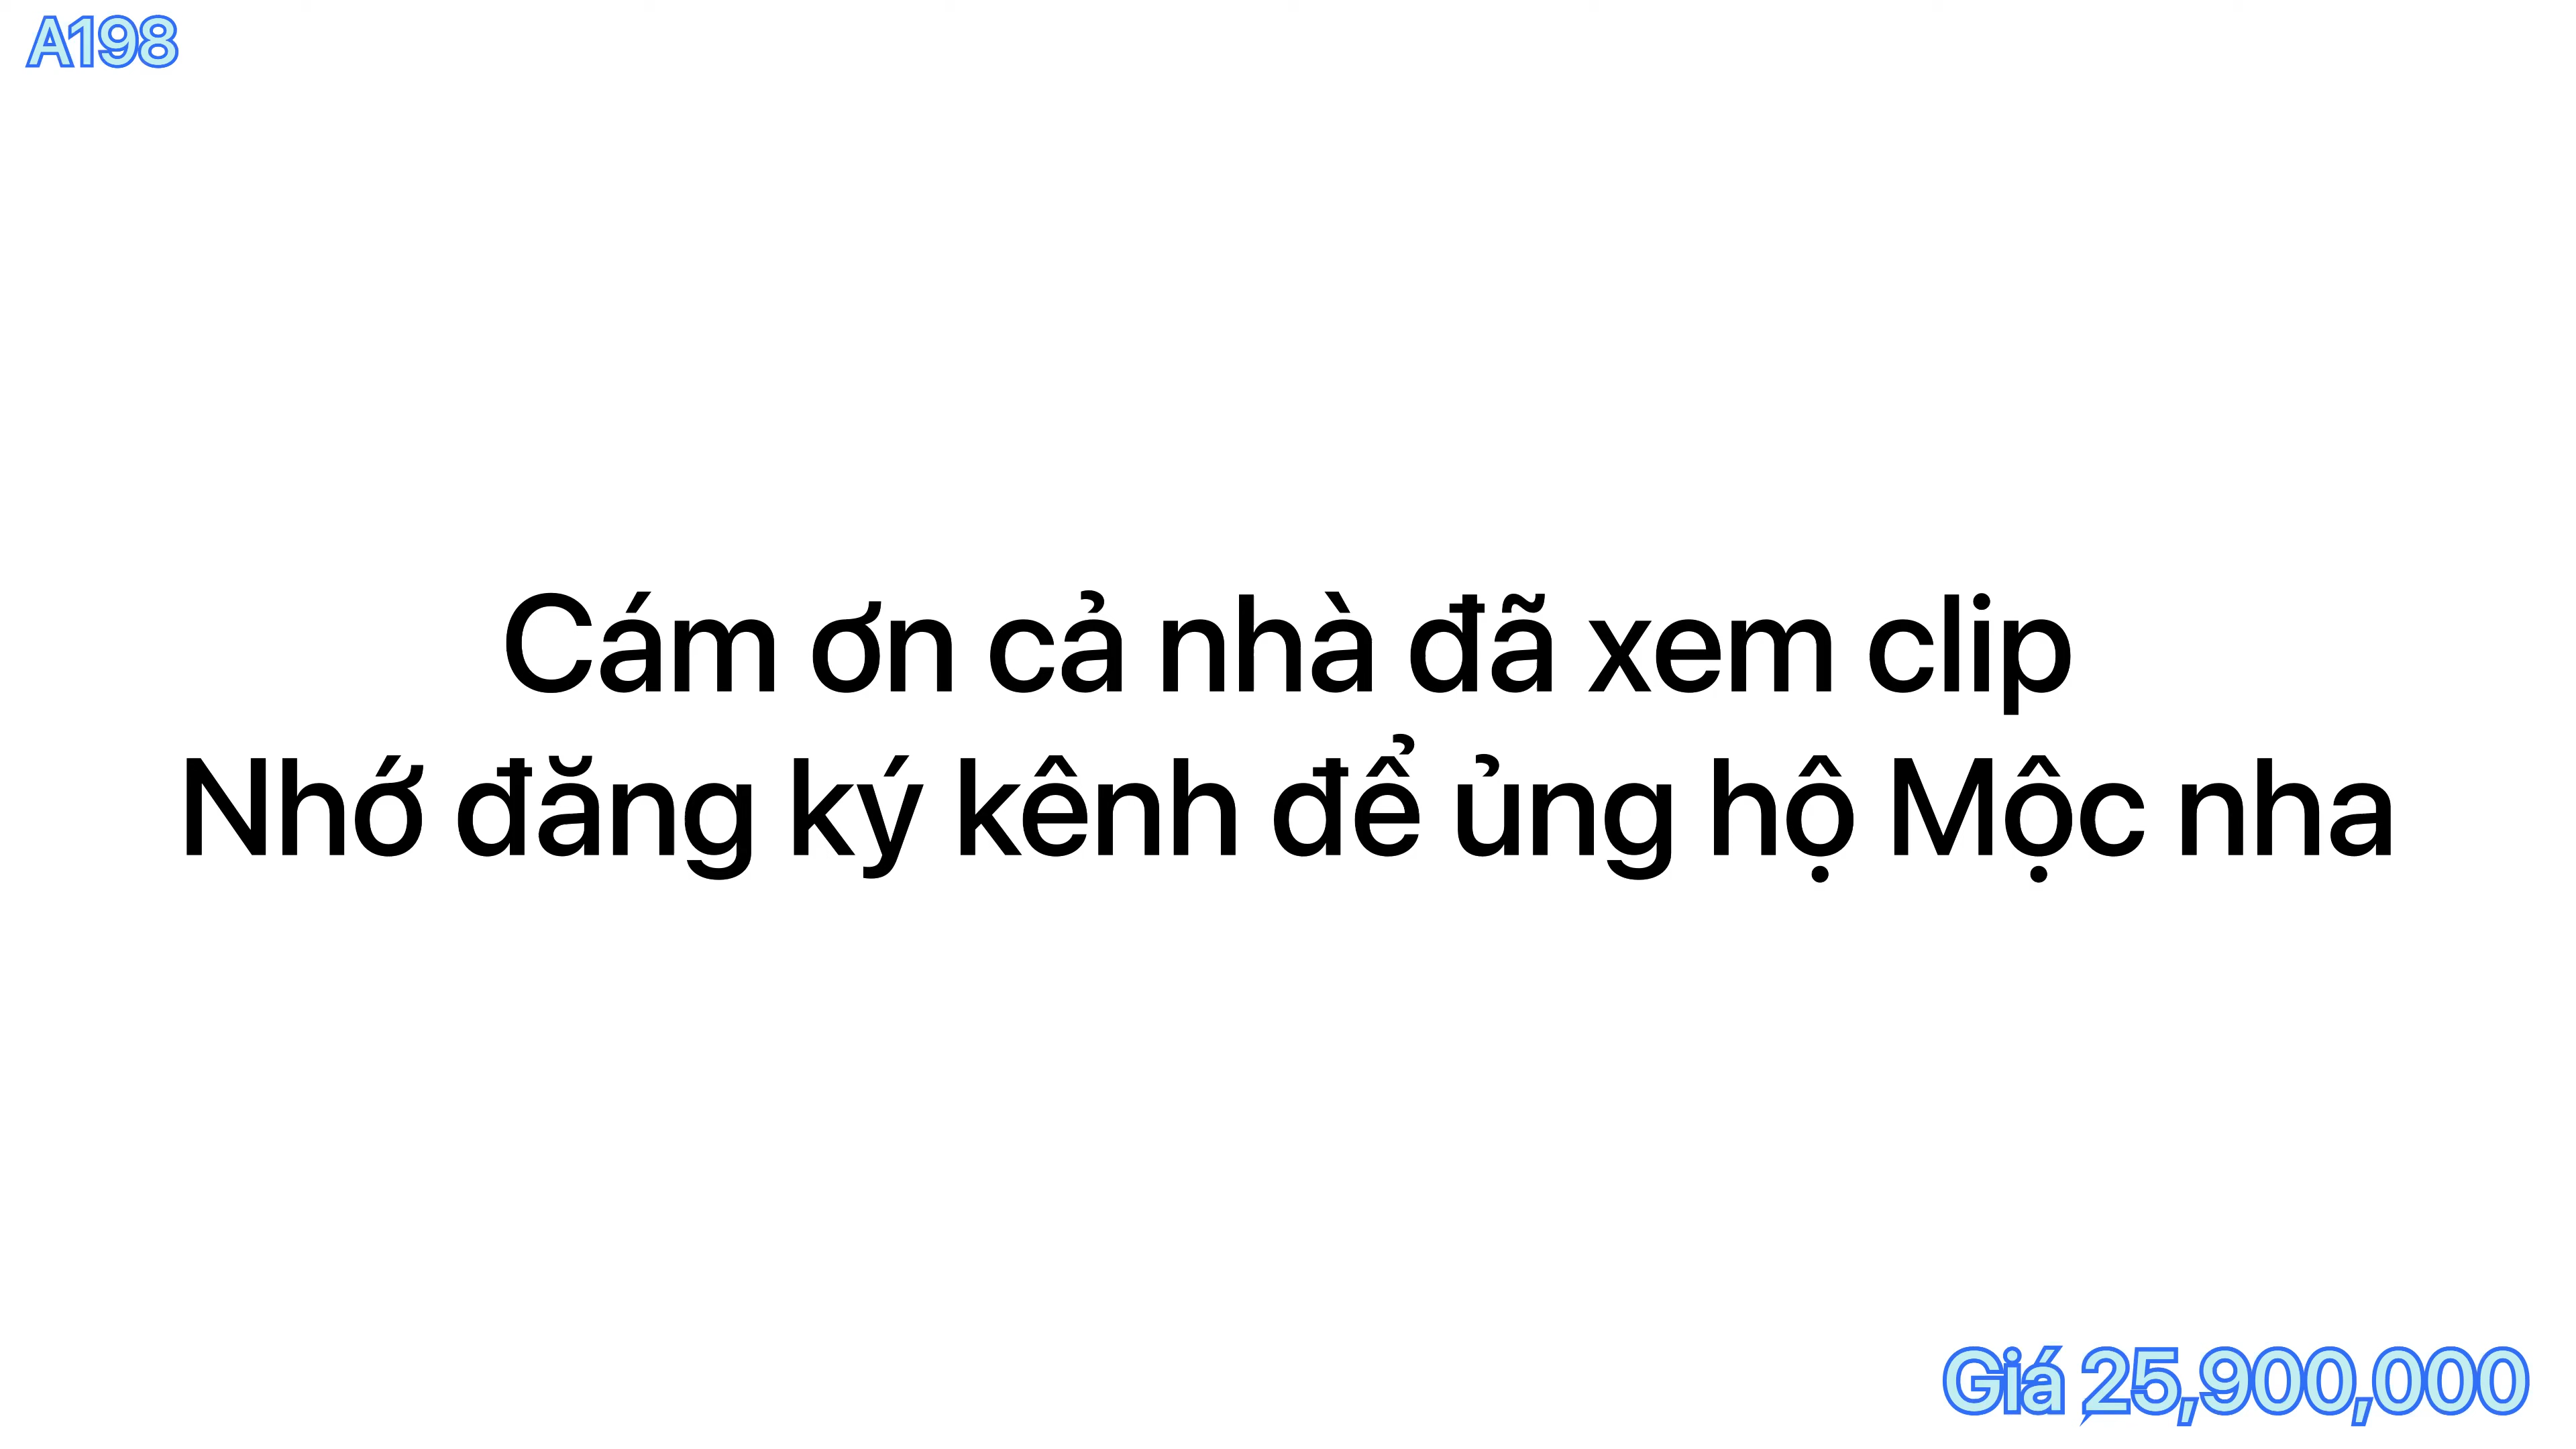 A198
Cám ơn cả nhà đã xem clip
Nhớ đăng ký kênh để ủng hộ Mộc nha
Giá 25,900,000